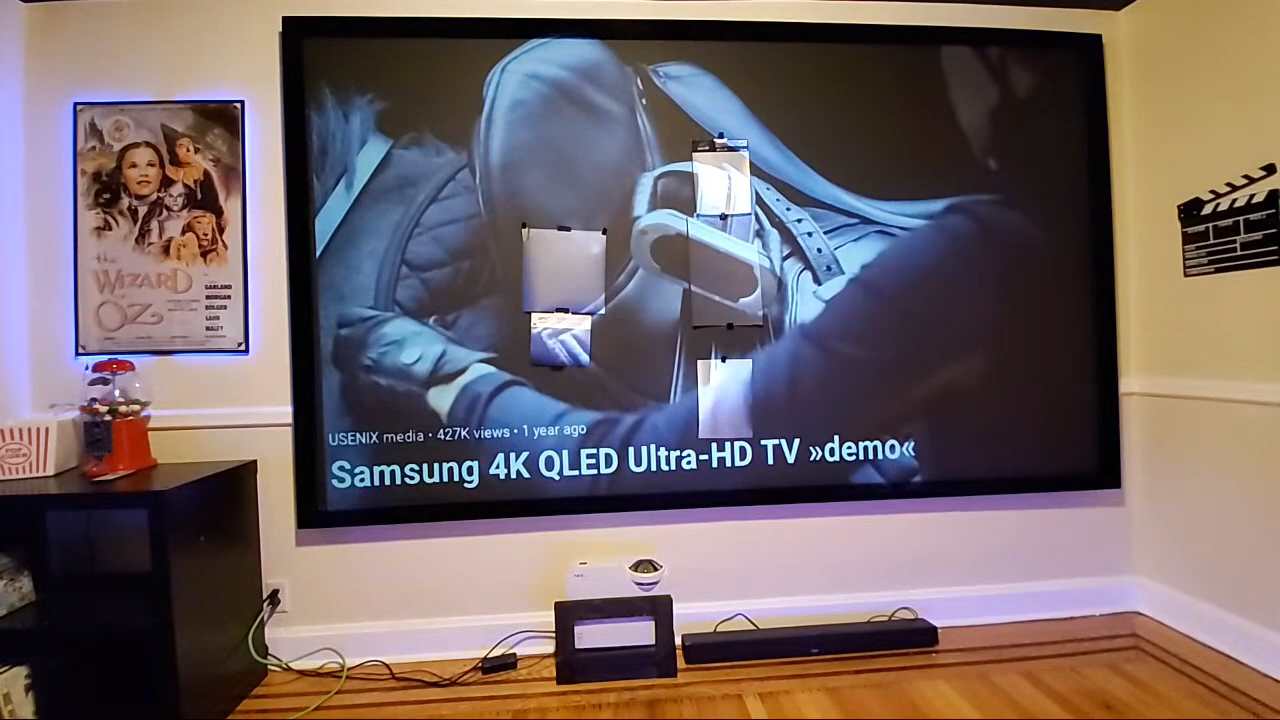 the
WIZARD
OF
OZ
GARLAND
MORGAN
BOLGER
LAHR
HALEY
USENIX media • 427K views • 1 year ago
Samsung 4K QLED Ultra-HD TV »demo«